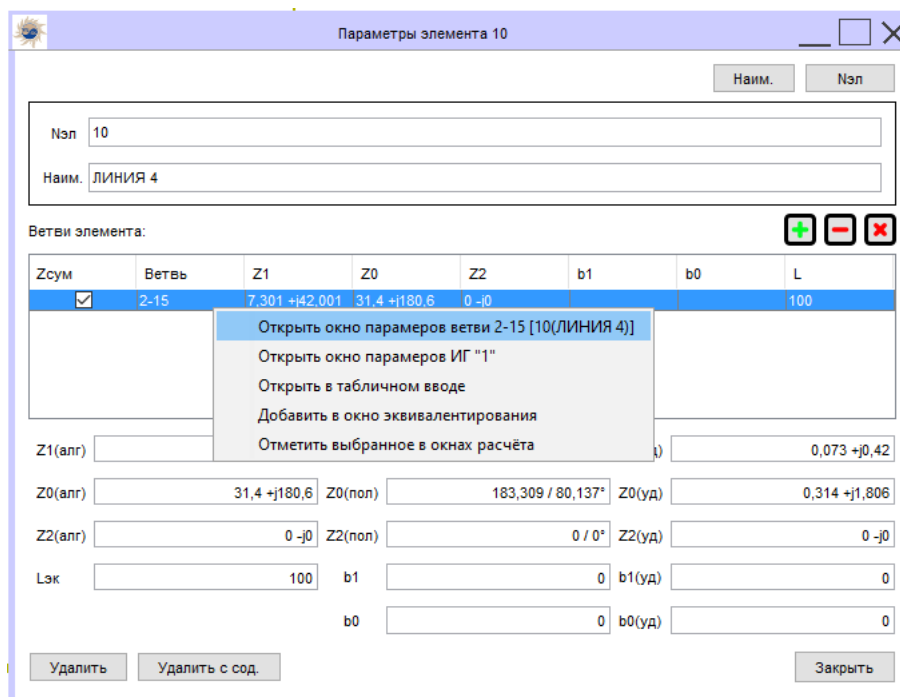 Параметры элемента 10
Наим. Nэл
Nэл 10
Наим. ЛИНИЯ 4
Ветви элемента:
Zсум Ветвь Z1 Z0 Z2 b1 b0 L
2-15 7,301 +j42,001 31,4 +j180,6 0 -j0 100
Открыть окно парамеров ветви 2-15 [10(ЛИНИЯ 4)]
Открыть окно парамеров ИГ "1"
Открыть в табличном вводе
Добавить в окно эквивалентирования
Отметить выбранное в окнах расчёта
Z1(алг) 0,073 +j0,42
Z0(алг) 31,4 +j180,6 Z0(пол) 183,309 / 80,137° Z0(уд) 0,314 +j1,806
Z2(алг) 0 -j0 Z2(пол) 0 / 0° Z2(уд) 0 -j0
Lэк 100 b1 0 b1(уд) 0
b0 0 b0(уд) 0
Удалить Удалить с сод. Закрыть